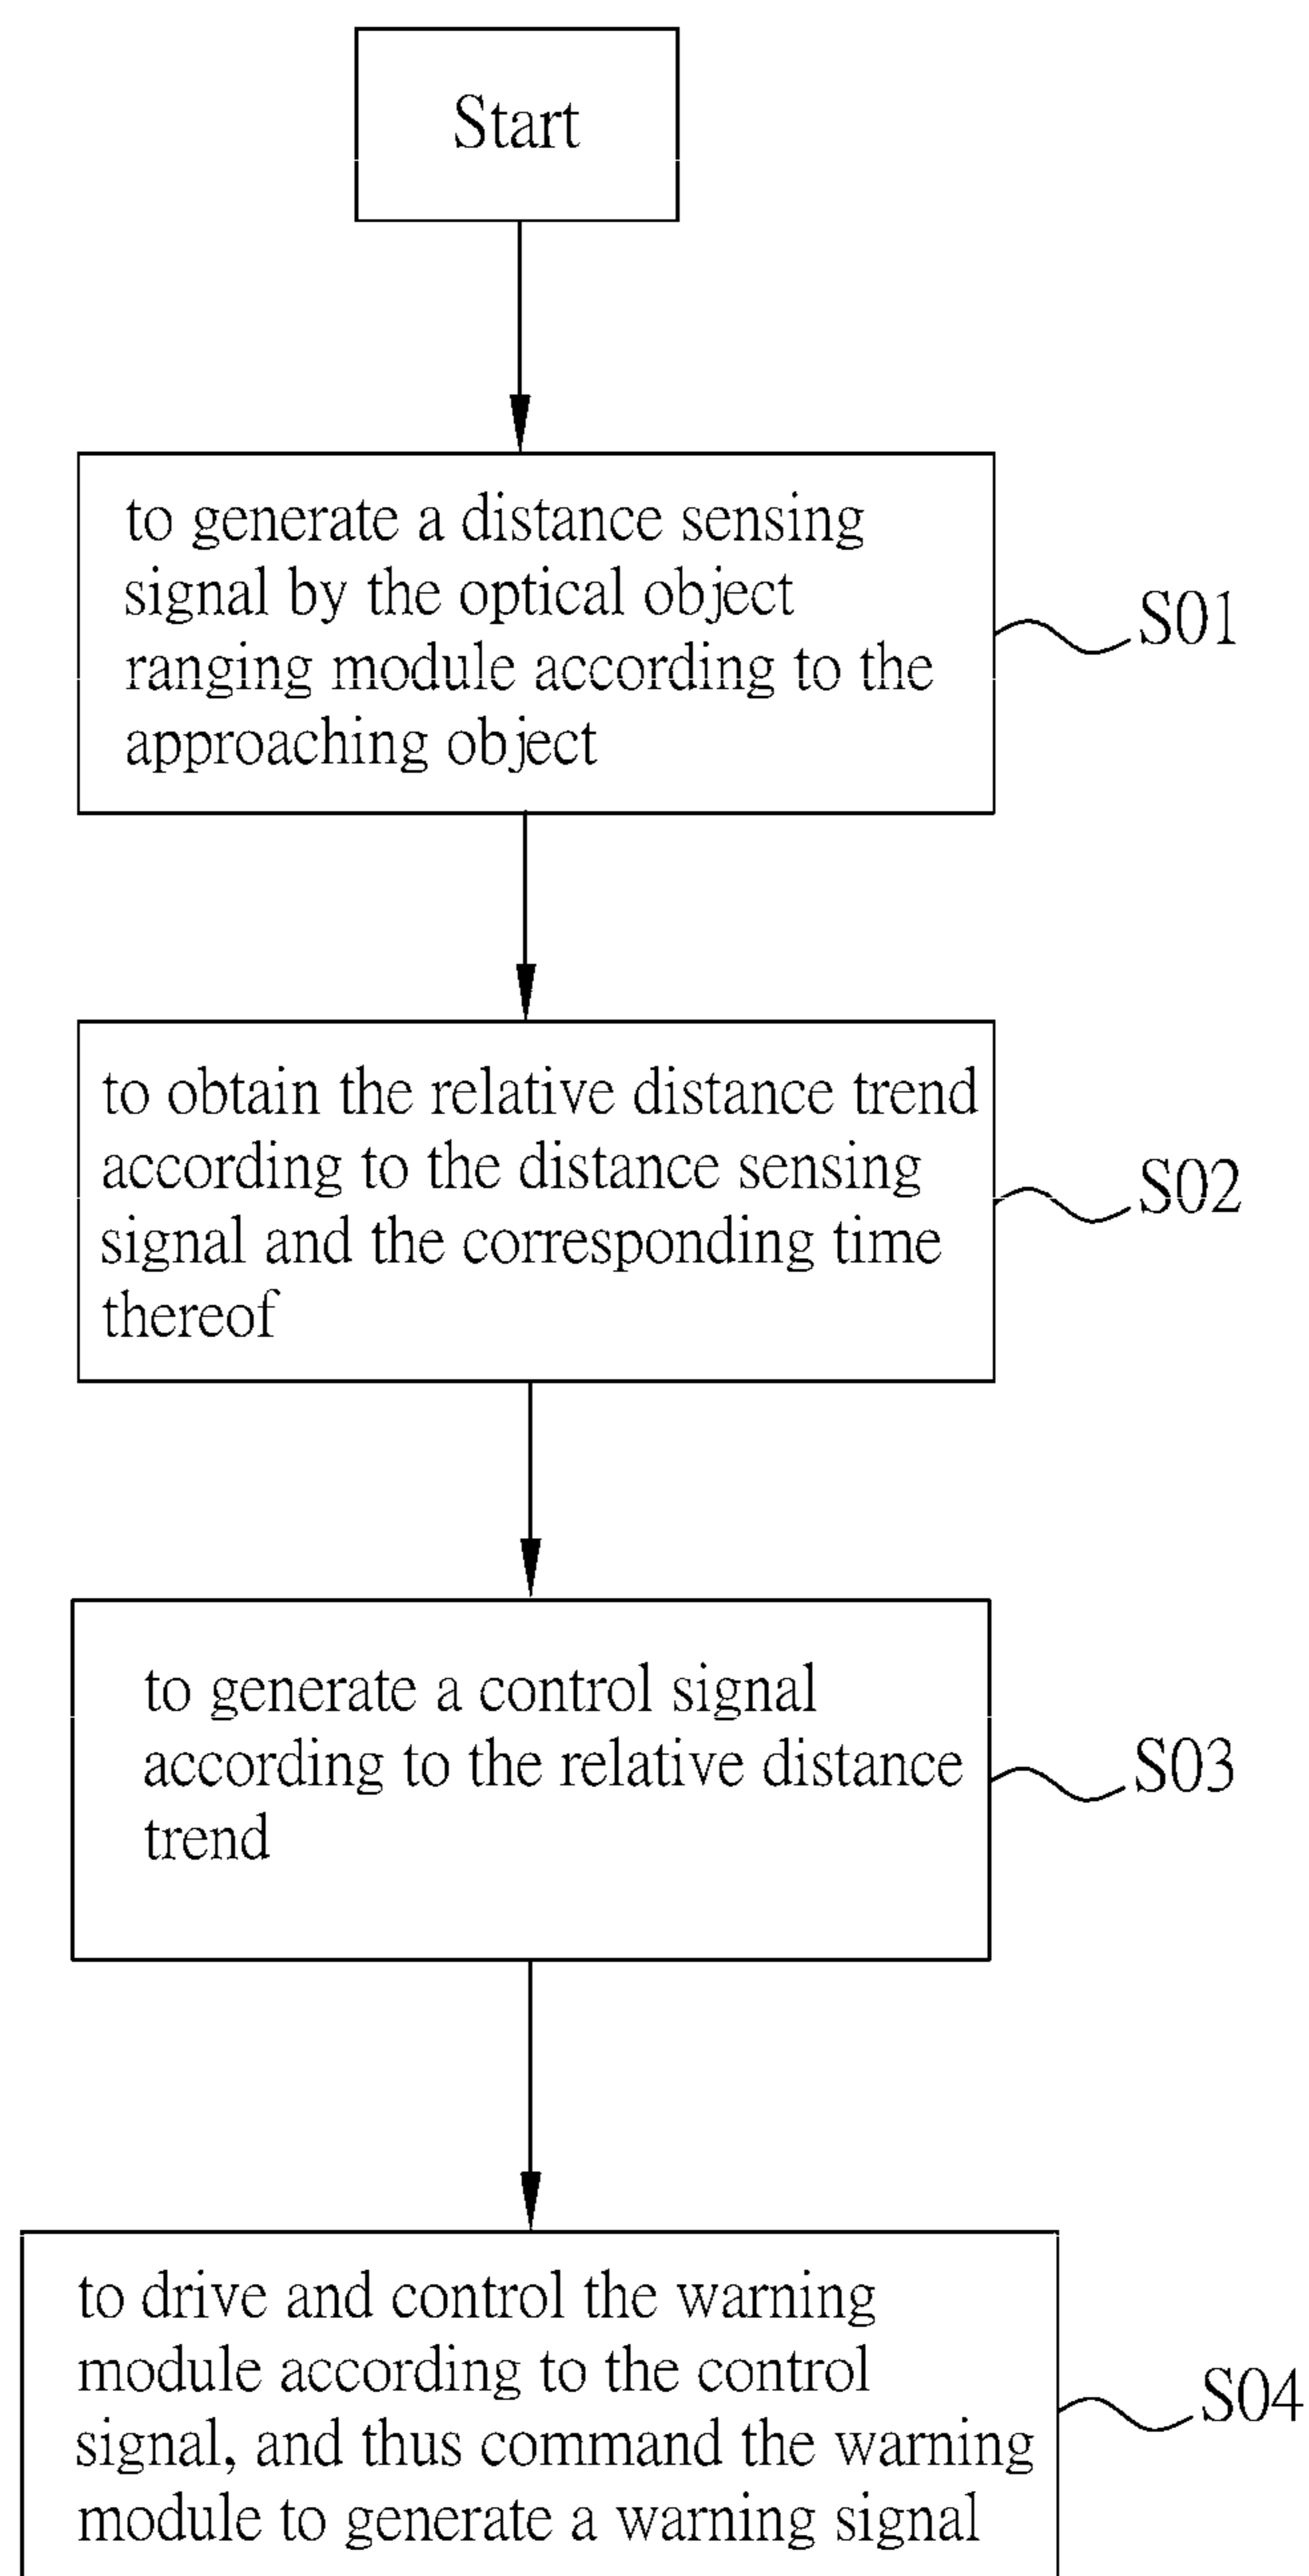 Start
to generate a distance sensing
signal by the optical object
ranging module according to the
approaching object
S01
to obtain the relative distance trend
according to the distance sensing
signal and the corresponding time
thereof
S02
to generate a control signal
according to the relative distance
trend
S03
to drive and control the warning
module according to the control
signal, and thus command the warning
module to generate a warning signal
S04